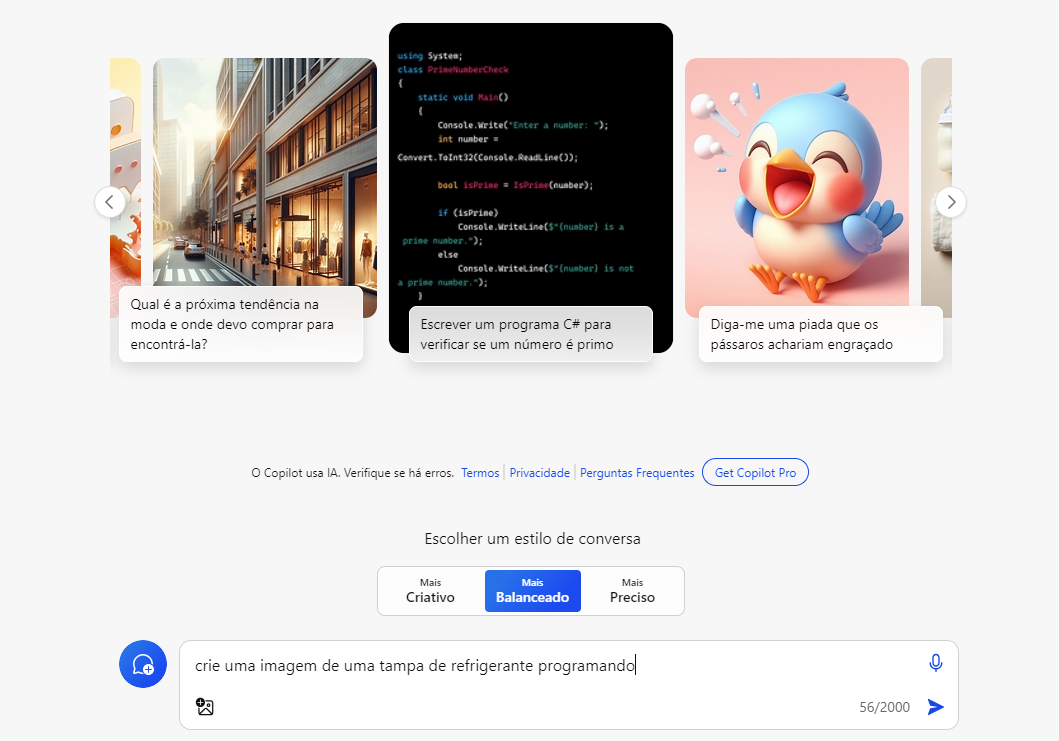 using System;
class PrimeNumberCheck
{
static void Main()
{
Console.Write("Enter a number: ");
int number =
Convert.ToInt32(Console.ReadLine());
bool isPrime = IsPrime(number);
if (isPrime)
Console.WriteLine($"{number} is a
prime number.");
else
Console.WriteLine($"{number} is not
a prime number.");
}
Qual é a próxima tendência na
moda e onde devo comprar para
encontrá-la?
Escrever um programa C# para
verificar se um número é primo
Diga-me uma piada que os
pássaros achariam engraçado
O Copilot usa IA. Verifique se há erros. Termos Privacidade Perguntas Frequentes Get Copilot Pro
Escolher um estilo de conversa
Mais
Criativo
Mais
Balanceado
Mais
Preciso
crie uma imagem de uma tampa de refrigerante programando
56/2000